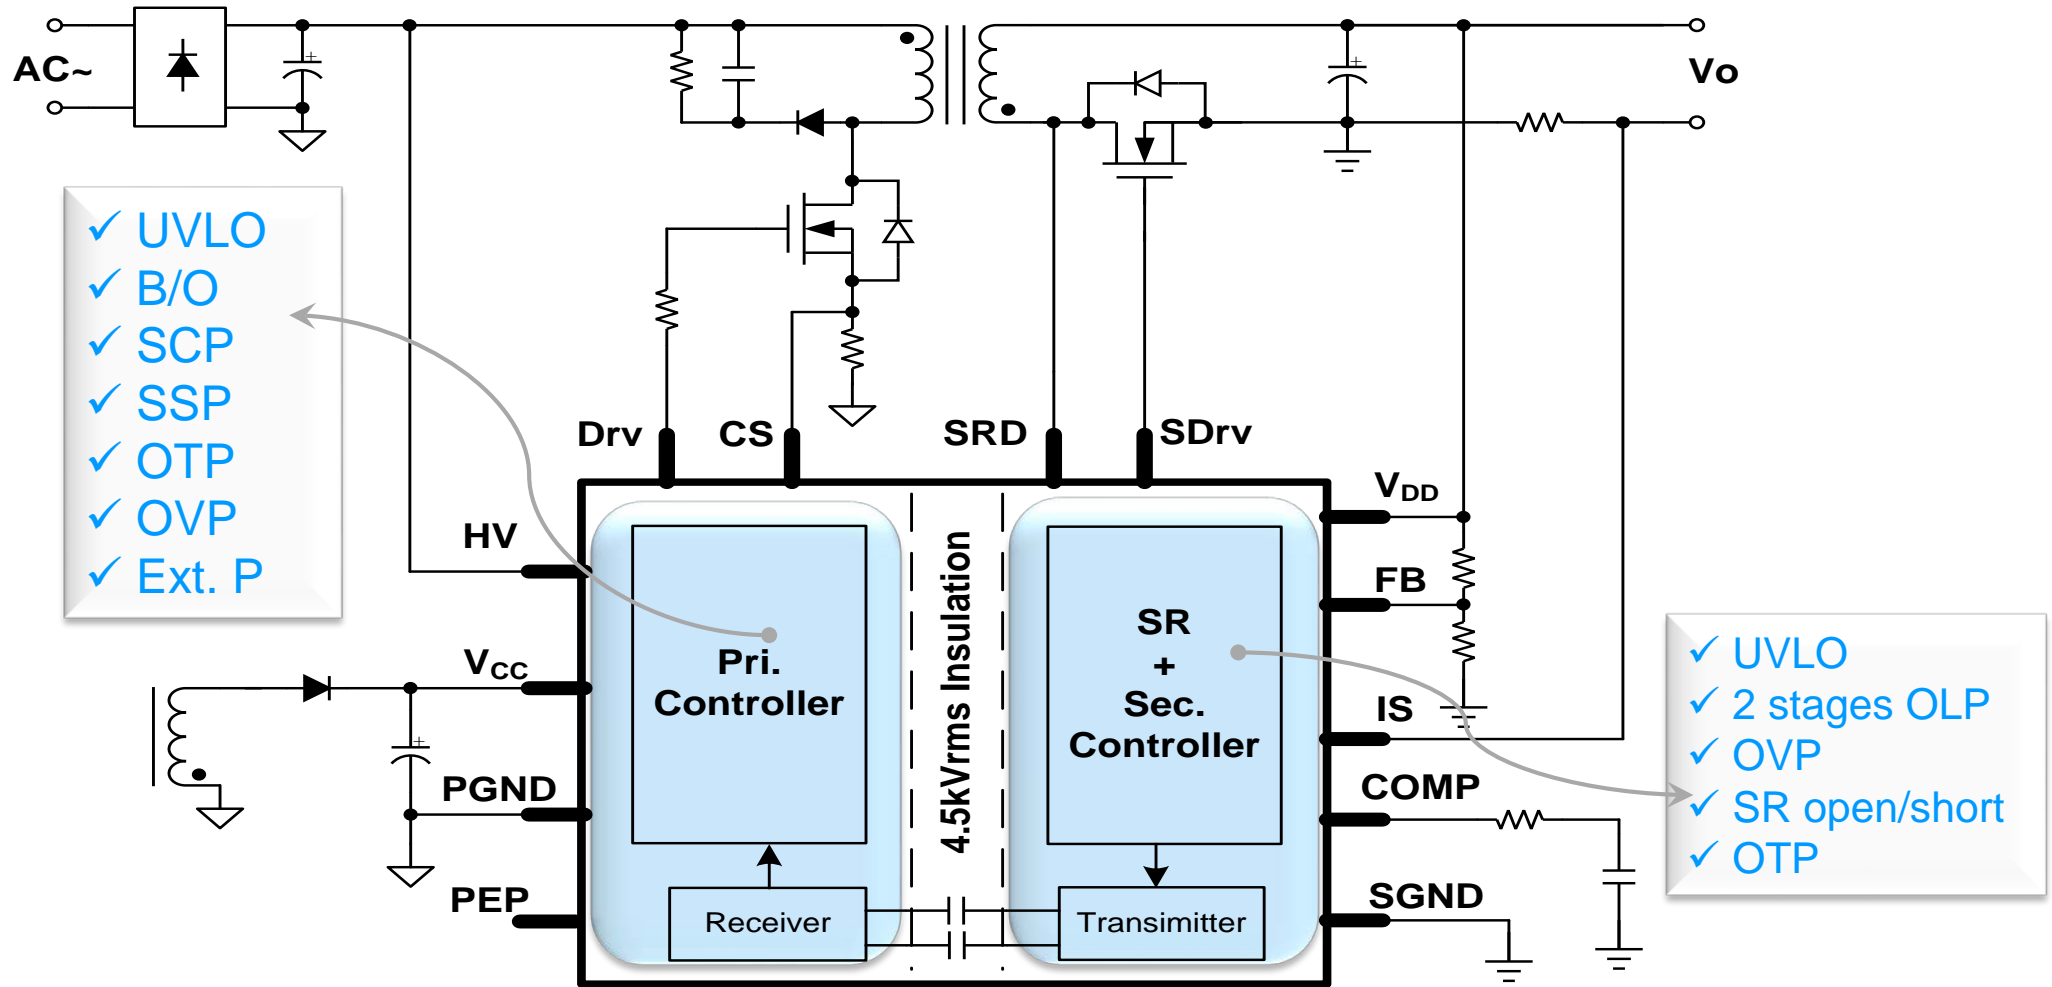 AC~
Vo
✓ UVLO
✓ B/O
✓ SCP
✓ SSP
✓ OTP
✓ OVP
✓ Ext. P
Drv
CS
SRD
SDrv
HV
VCC
PGND
PEP
Pri.
Controller
Receiver
4.5kVrms Insulation
SR
+
Sec.
Controller
Transimitter
VDD
FB
IS
COMP
SGND
✓ UVLO
✓ 2 stages OLP
✓ OVP
✓ SR open/short
✓ OTP